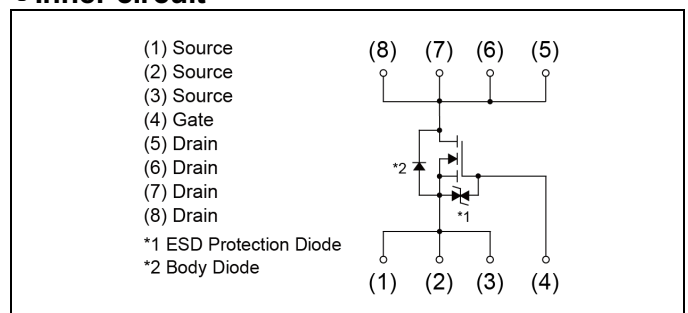 Inner circuit
(1) Source
(2) Source
(3) Source
(4) Gate
(5) Drain
(6) Drain
(7) Drain
(8) Drain
*1 ESD Protection Diode
*2 Body Diode
(8) (7) (6) (5)
*2
*1
(1) (2) (3) (4)